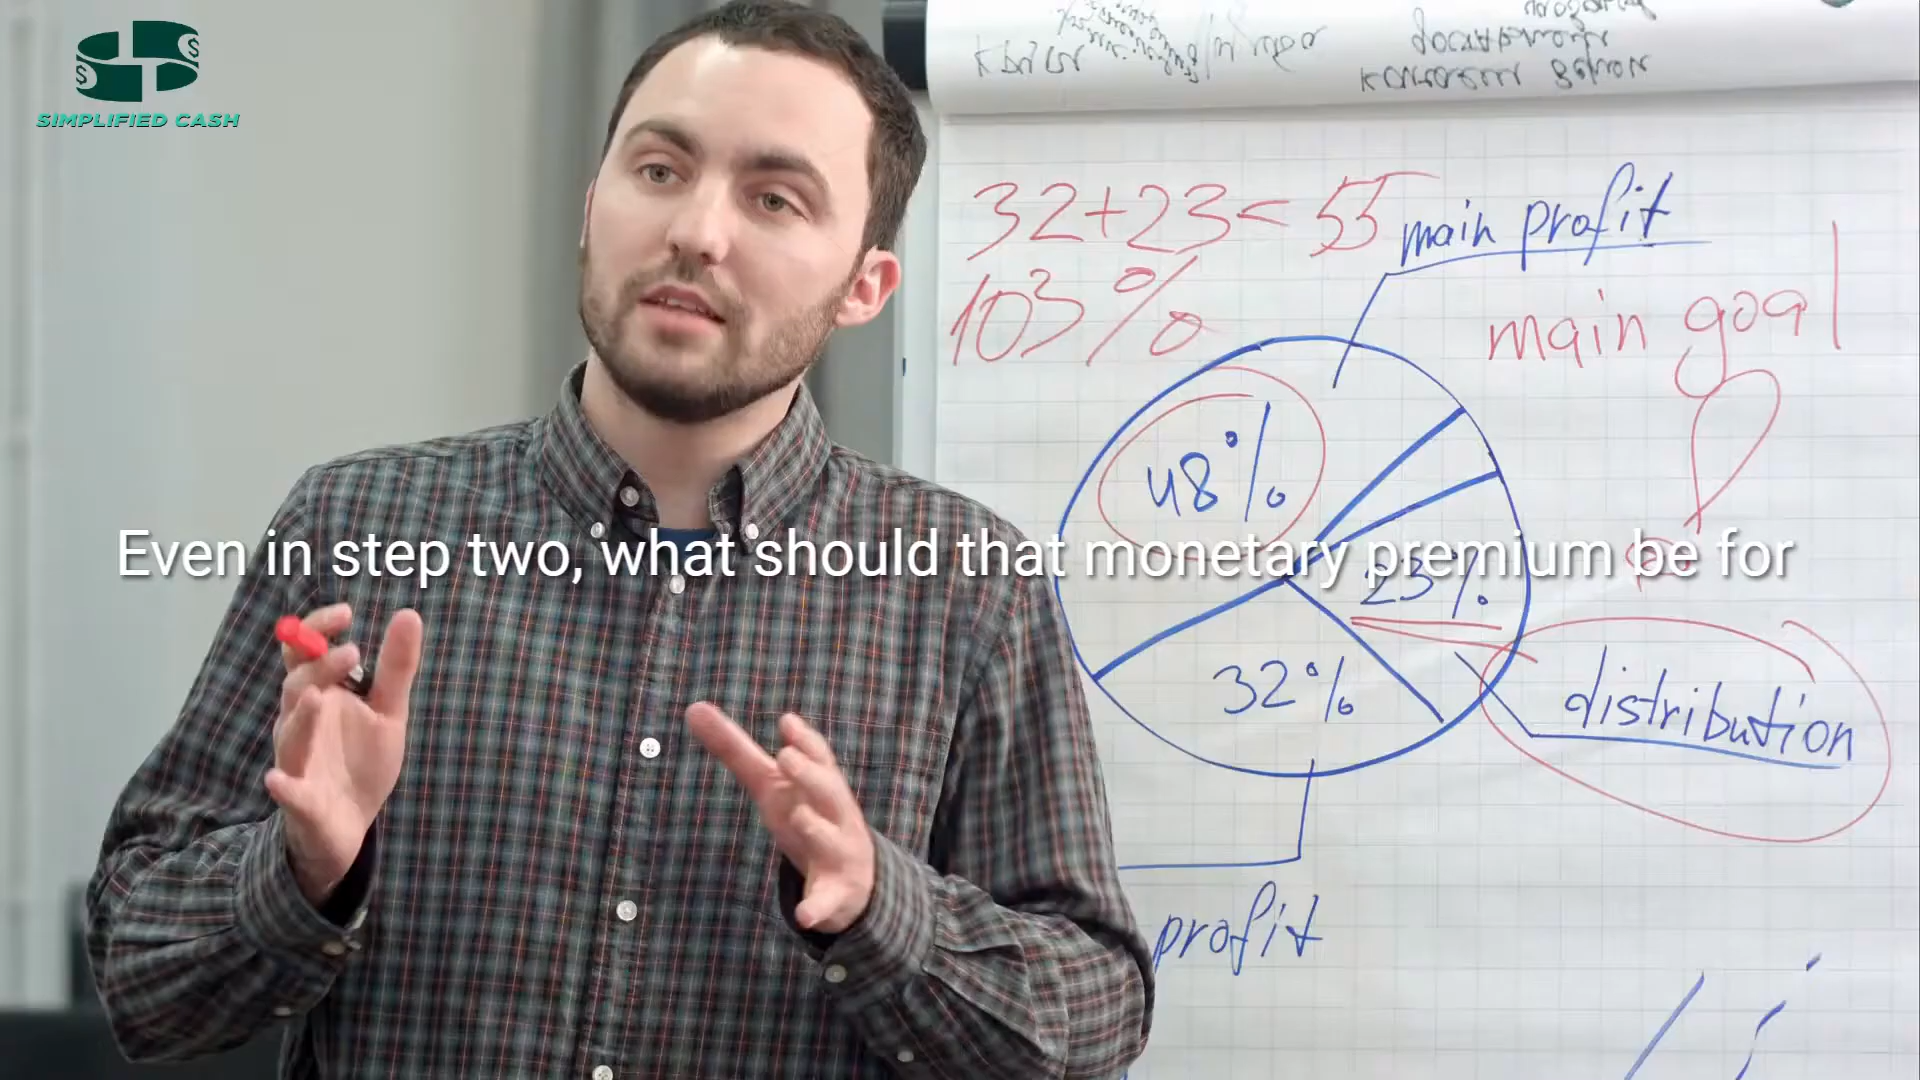 SIMPLIFIED CASH
32+23< 55
main profit
103%
main goal
48%
Even in step two, what should that monetary premium be for
23%
32%
distribution
profit